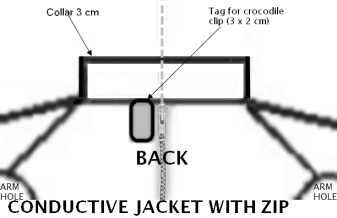 Collar 3 cm
Tag for crocodile
clip (3 x 2 cm)
BACK
ARM
HOLE
ARM
HOLE
CONDUCTIVE JACKET WITH ZIP